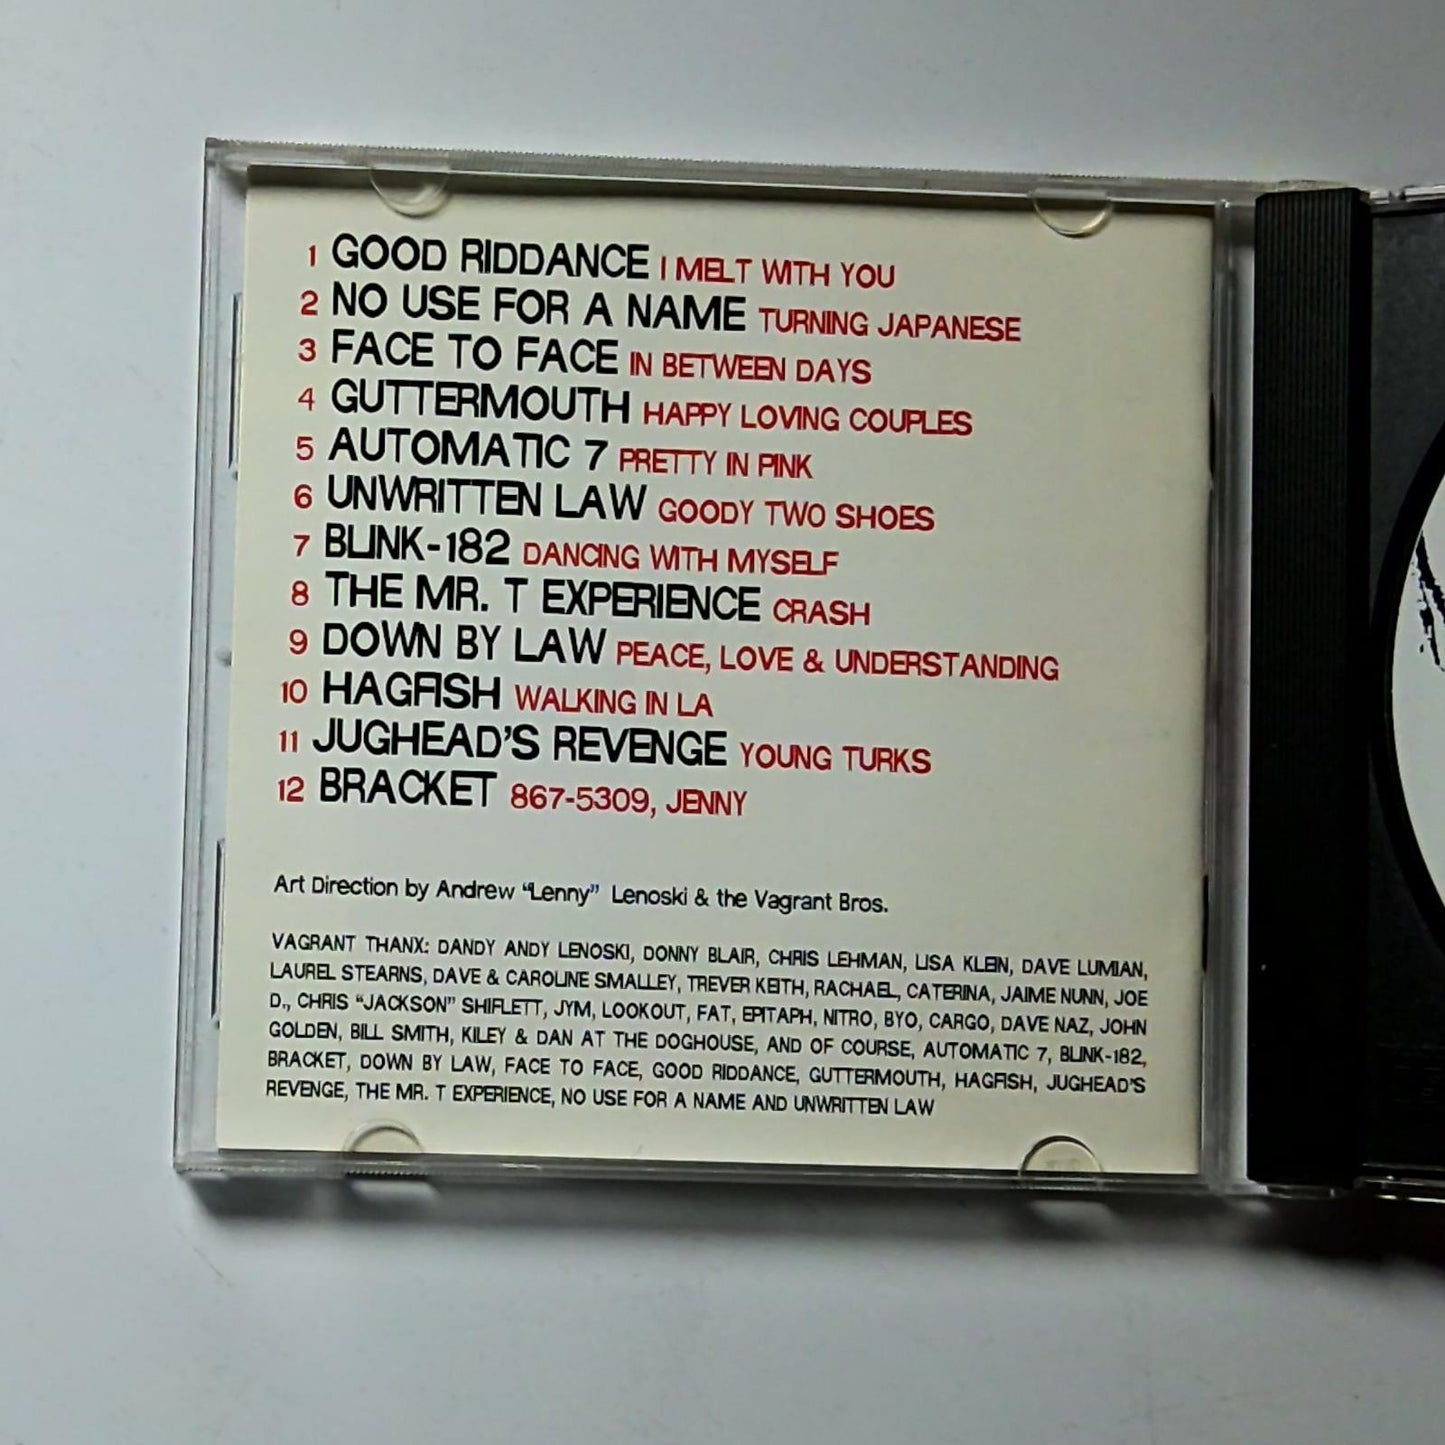 1 GOOD RIDDANCE I MELT WITH YOU
2 NO USE FOR A NAME TURNING JAPANESE
3 FACE TO FACE IN BETWEEN DAYS
4 GUTTERMOUTH HAPPY LOVING COUPLES
5 AUTOMATIC 7 PRETTY IN PINK
6 UNWRITTEN LAW GOODY TWO SHOES
7 BLINK-182 DANCING WITH MYSELF
8 THE MR. T EXPERIENCE CRASH
9 DOWN BY LAW PEACE, LOVE & UNDERSTANDING
10 HAGFISH WALKING IN LA
11 JUGHEAD'S REVENGE YOUNG TURKS
12 BRACKET 867-5309, JENNY
Art Direction by Andrew "Lenny" Lenoski & the Vagrant Bros.
VAGRANT THANX: DANDY ANDY LENOSKI, DONNY BLAIR, CHRIS LEHMAN, LISA KLEIN, DAVE LUMIAN,
LAUREL STEARNS, DAVE & CAROLINE SMALLEY, TREVER KEITH, RACHAEL, CATERINA, JAIME NUNN, JOE
D., CHRIS "JACKSON" SHIFLETT, JYM, LOOKOUT, FAT, EPITAPH, NITRO, BYO, CARGO, DAVE NAZ, JOHN
GOLDEN, BILL SMITH, KILEY & DAN AT THE DOGHOUSE, AND OF COURSE, AUTOMATIC 7, BLINK-182,
BRACKET, DOWN BY LAW, FACE TO FACE, GOOD RIDDANCE, GUTTERMOUTH, HAGFISH, JUGHEAD'S
REVENGE, THE MR. T EXPERIENCE, NO USE FOR A NAME AND UNWRITTEN LAW